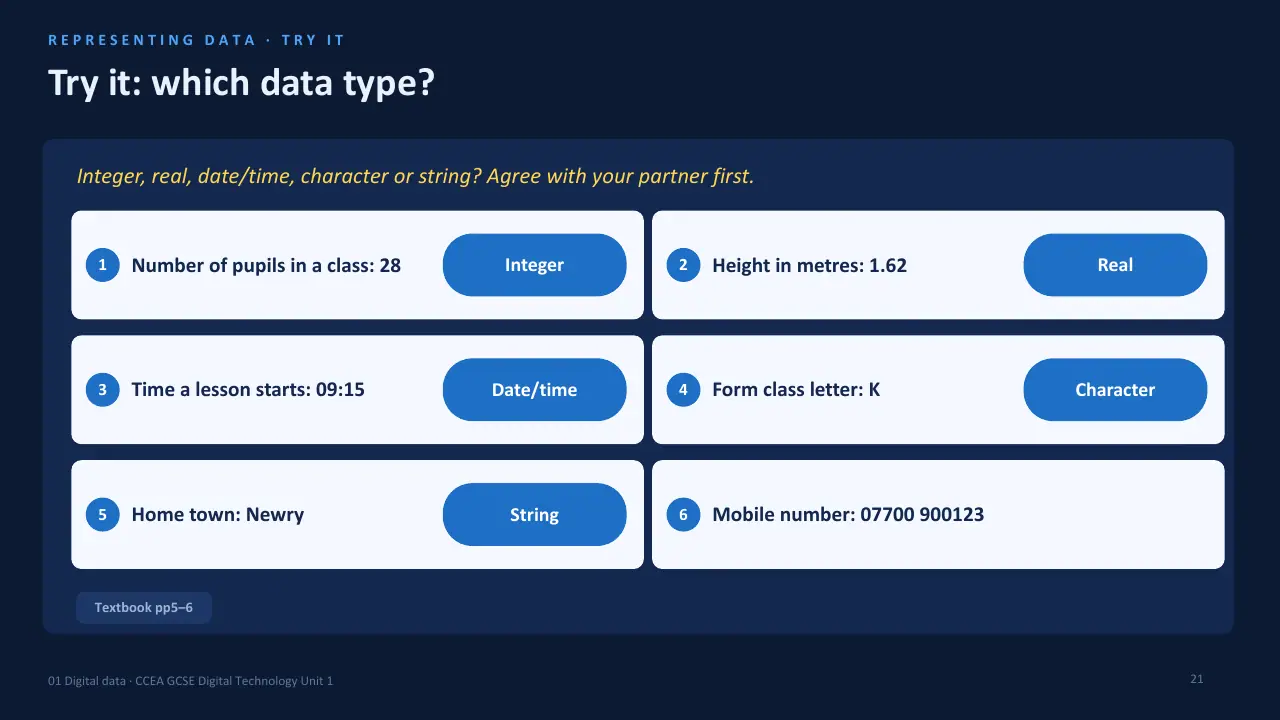 REPRESENTING DATA · TRY IT
Try it: which data type?
Integer, real, date/time, character or string? Agree with your partner first.
1 Number of pupils in a class: 28 Integer
2 Height in metres: 1.62 Real
3 Time a lesson starts: 09:15 Date/time
4 Form class letter: K Character
5 Home town: Newry String
6 Mobile number: 07700 900123
Textbook pp5–6
01 Digital data · CCEA GCSE Digital Technology Unit 1
21